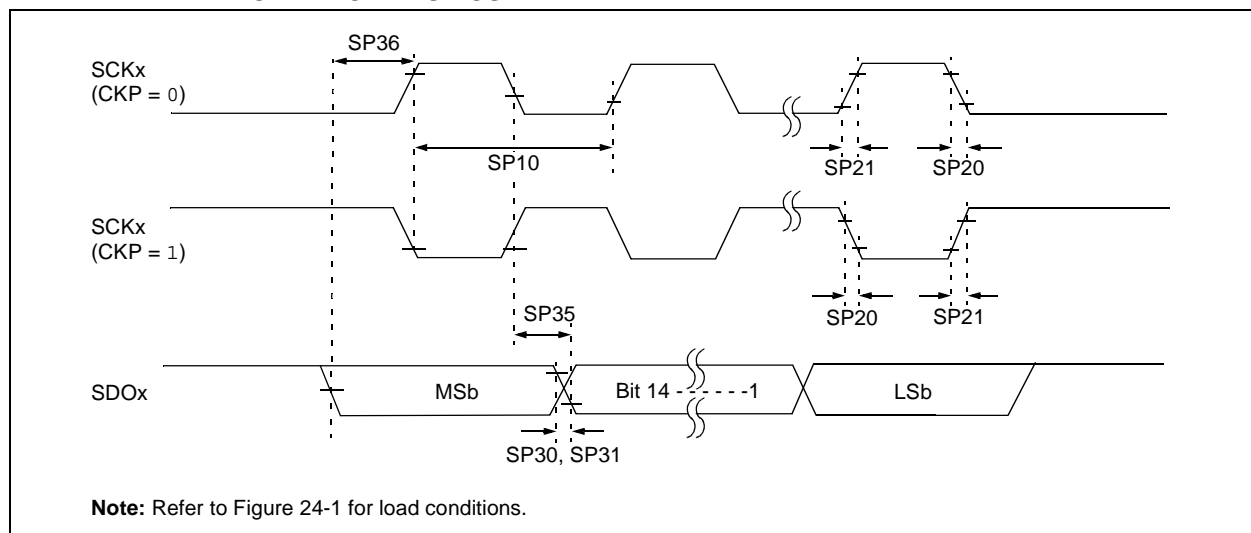 SP36
SCKx
(CKP = 0)
SP10
SP21
SP20
SCKx
(CKP = 1)
SP35
SP20
SP21
SDOx
MSb
Bit 14 - - - - - -1
LSb
SP30, SP31
Note: Refer to Figure 24-1 for load conditions.